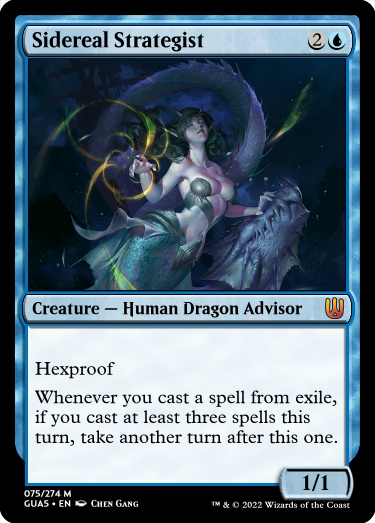 Sidereal Strategist 2
Creature — Human Dragon Advisor
Hexproof
Whenever you cast a spell from exile,
if you cast at least three spells this
turn, take another turn after this one.
1/1
075/274 M
GUA5 • EN Chen Gang
™ & © 2022 Wizards of the Coast